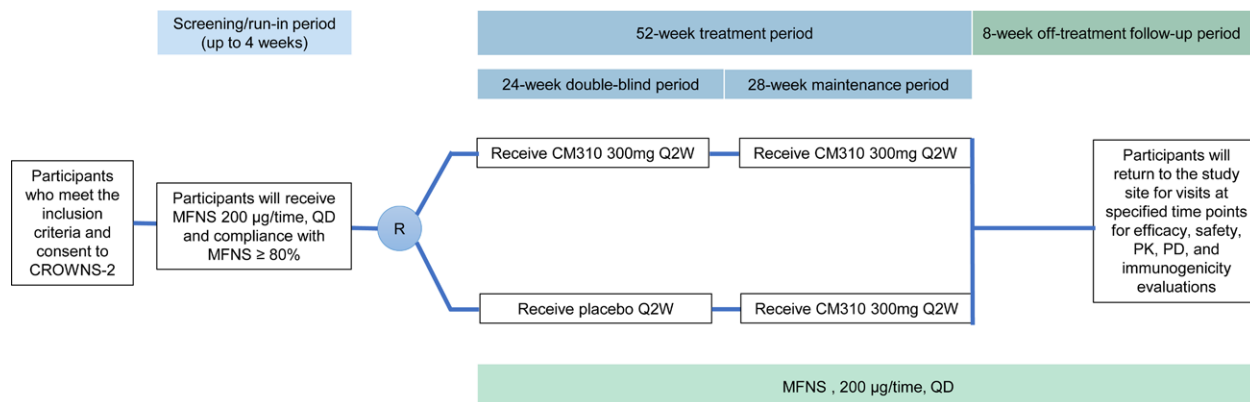 Screening/run-in period
(up to 4 weeks)
52-week treatment period
8-week off-treatment follow-up period
24-week double-blind period
28-week maintenance period
Participants
who meet the
inclusion
criteria and
consent to
CROWNS-2
Participants will receive
MFNS 200 µg/time, QD
and compliance with
MFNS ≥ 80%
R
Receive CM310 300mg Q2W
Receive CM310 300mg Q2W
Receive placebo Q2W
Receive CM310 300mg Q2W
Participants will
return to the study
site for visits at
specified time points
for efficacy, safety,
PK, PD, and
immunogenicity
evaluations
MFNS , 200 µg/time, QD